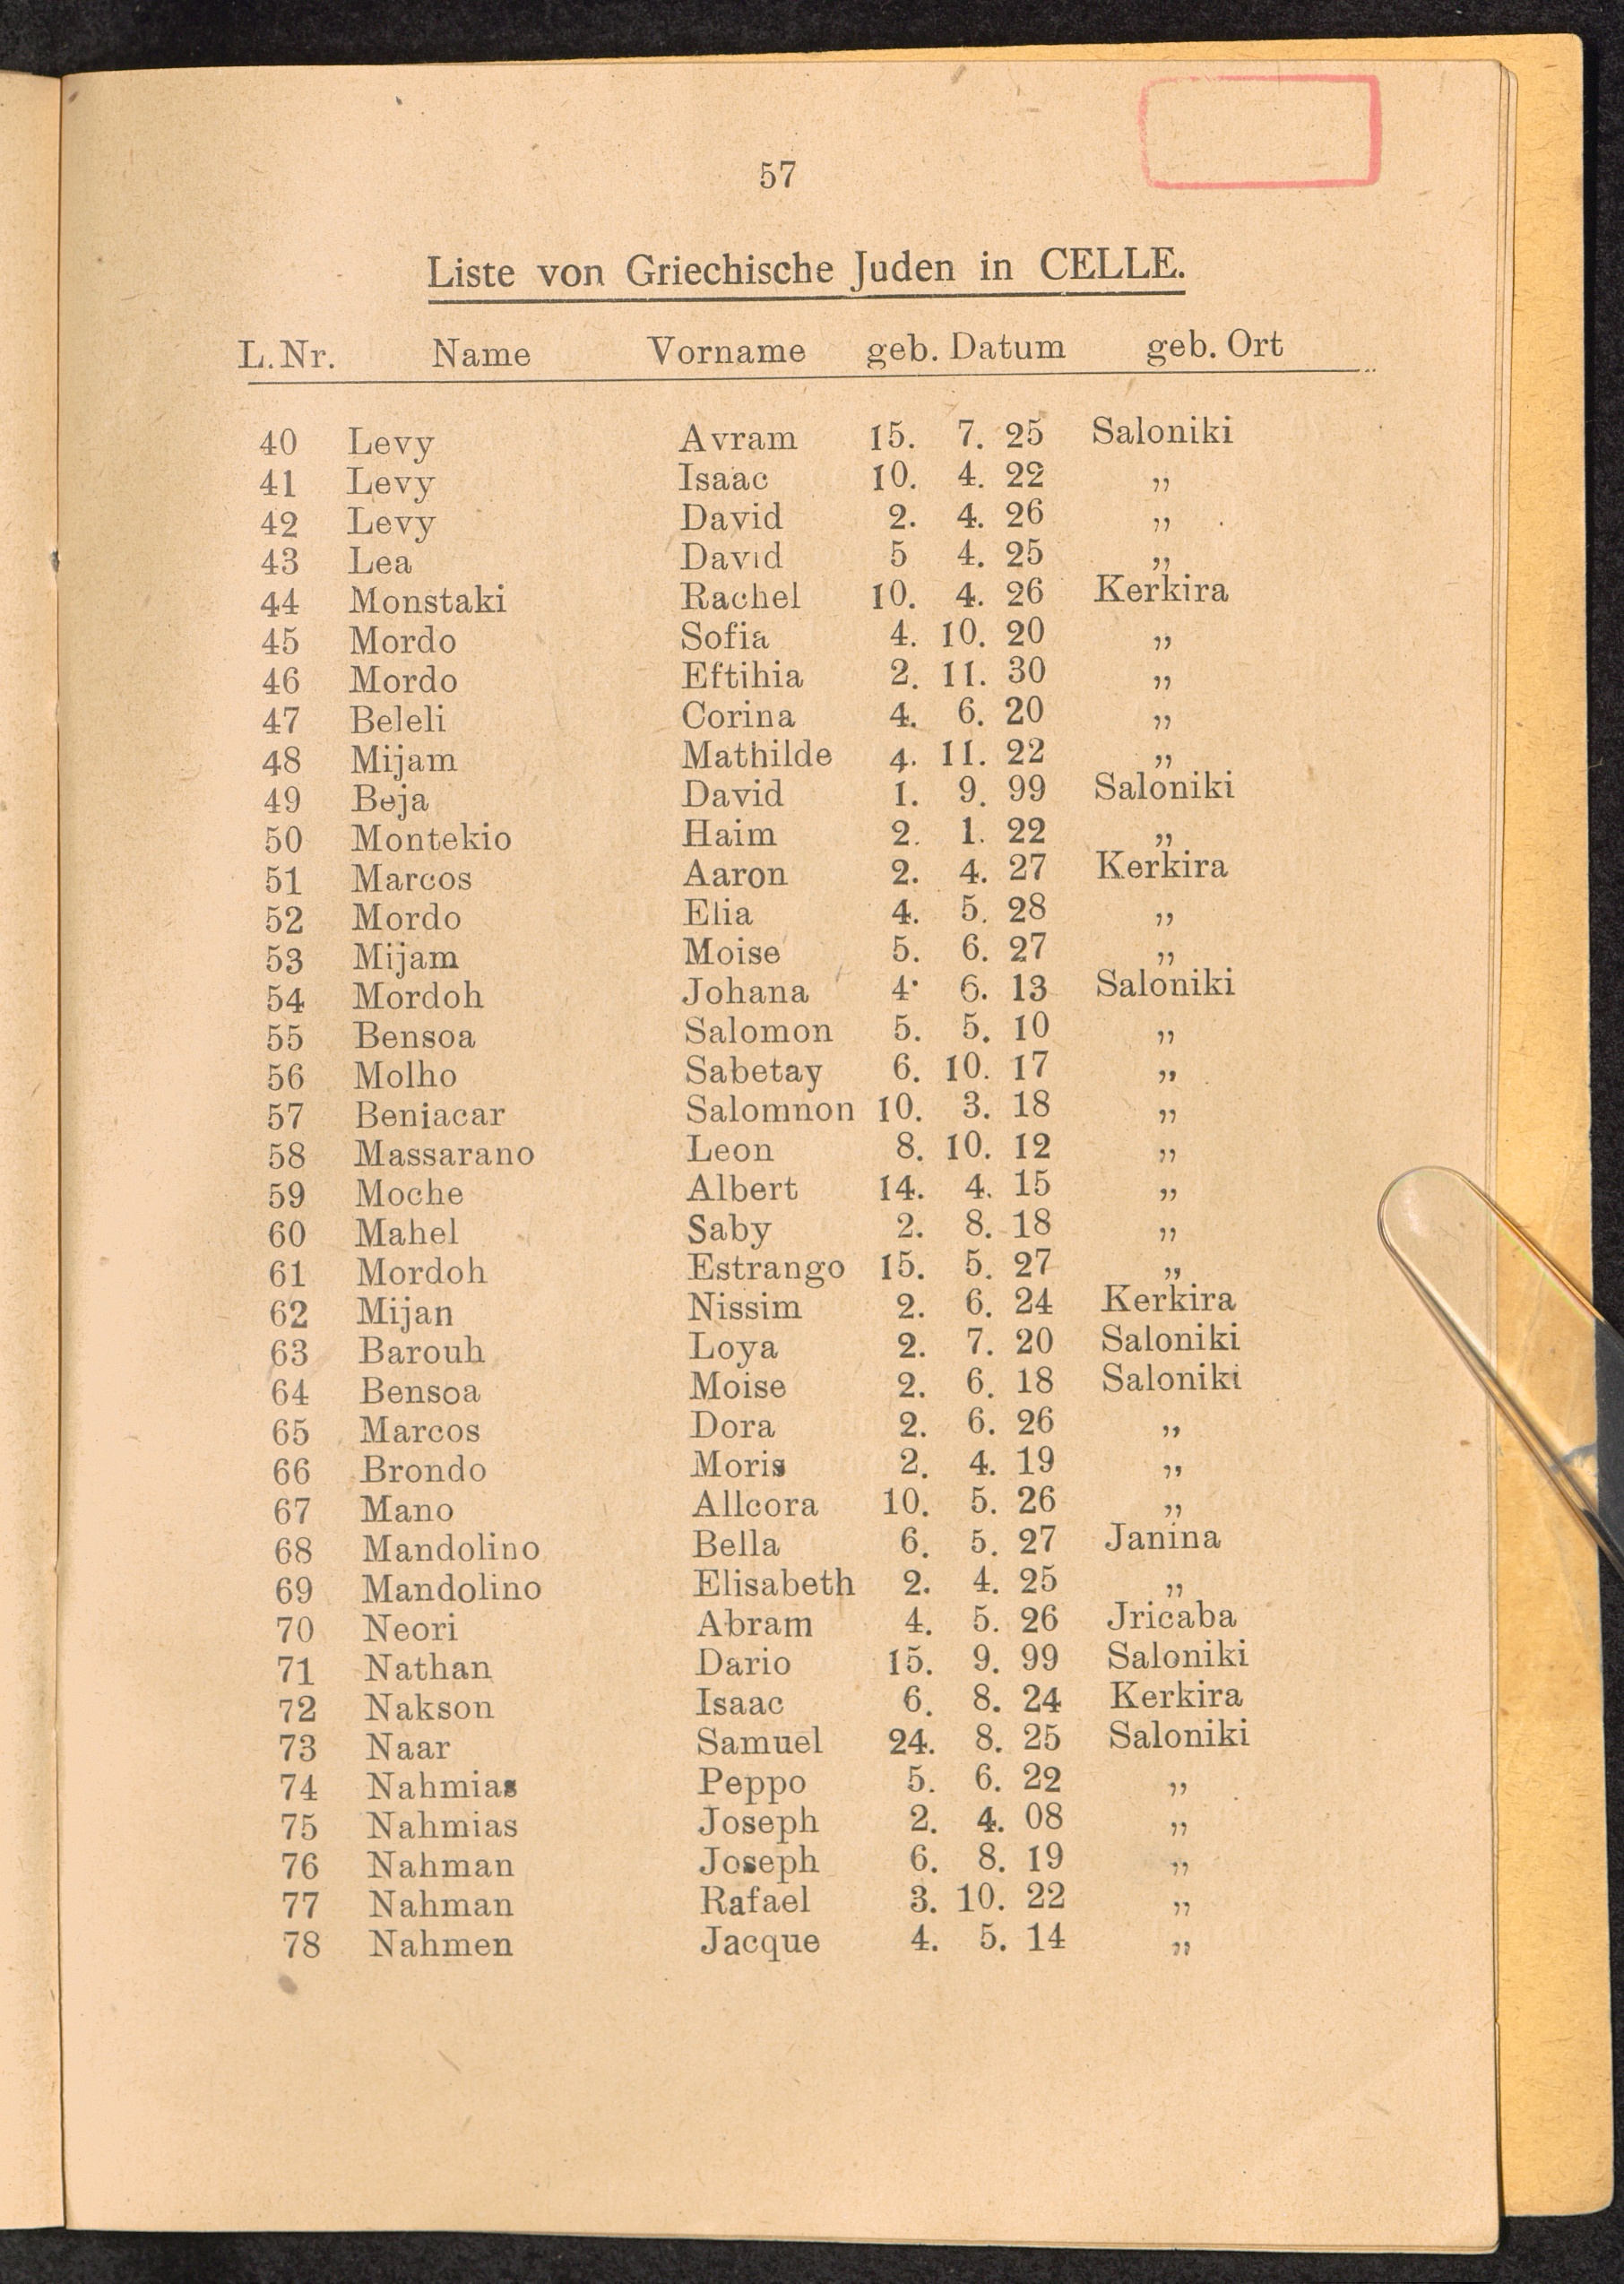 57
Liste von Griechische Juden in CELLE.
L. Nr. Name Vorname geb. Datum geb. Ort
40 Levy Avram 15. 7. 25 Saloniki
41 Levy Isaac 10. 4. 22 „
42 Levy David 2. 4. 26 „
43 Lea David 5 4. 25 „
44 Monstaki Rachel 10. 4. 26 Kerkira
45 Mordo Sofia 4. 10. 20 „
46 Mordo Eftihia 2. 11. 30 „
47 Beleli Corina 4. 6. 20 „
48 Mijam Mathilde 4. 11. 22 „
49 Beja David 1. 9. 99 Saloniki
50 Montekio Haim 2. 1. 22 „
51 Marcos Aaron 2. 4. 27 Kerkira
52 Mordo Elia 4. 5. 28 „
53 Mijam Moise 5. 6. 27 „
54 Mordoh Johana 4· 6. 13 Saloniki
55 Bensoa Salomon 5. 5. 10 „
56 Molho Sabetay 6. 10. 17 „
57 Beniacar Salomnon 10. 3. 18 „
58 Massarano Leon 8. 10. 12 „
59 Moche Albert 14. 4. 15 „
60 Mahel Saby 2. 8. 18 „
61 Mordoh Estrango 15. 5. 27 „
62 Mijan Nissim 2. 6. 24 Kerkira
63 Barouh Loya 2. 7. 20 Saloniki
64 Bensoa Moise 2. 6. 18 Saloniki
65 Marcos Dora 2. 6. 26 „
66 Brondo Moris 2. 4. 19 „
67 Mano Allcora 10. 5. 26 „
68 Mandolino Bella 6. 5. 27 Janina
69 Mandolino Elisabeth 2. 4. 25 „
70 Neori Abram 4. 5. 26 Jricaba
71 Nathan Dario 15. 9. 99 Saloniki
72 Nakson Isaac 6. 8. 24 Kerkira
73 Naar Samuel 24. 8. 25 Saloniki
74 Nahmias Peppo 5. 6. 22 „
75 Nahmias Joseph 2. 4. 08 „
76 Nahman Joseph 6. 8. 19 „
77 Nahman Rafael 3. 10. 22 „
78 Nahmen Jacque 4. 5. 14 „